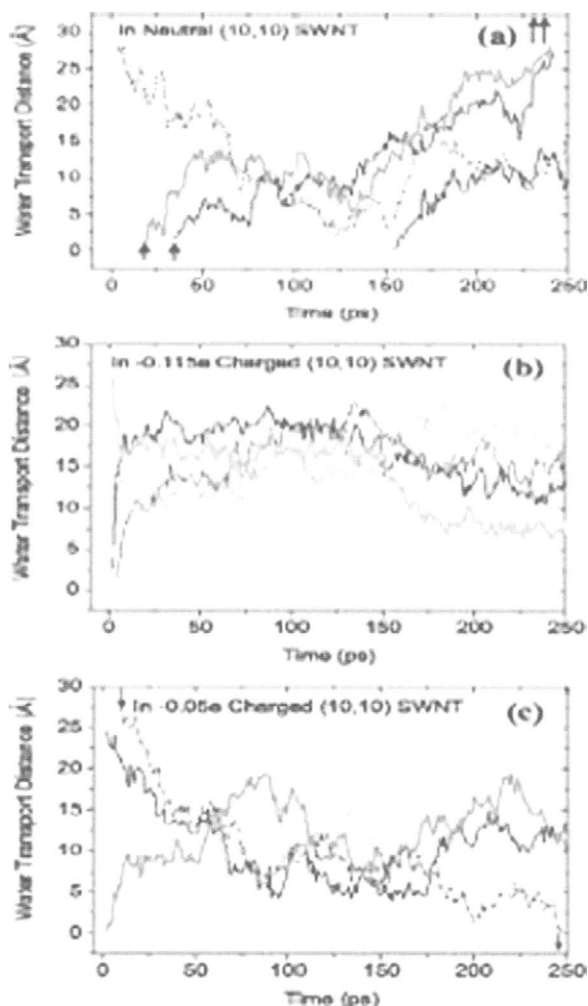 In Neutral (10,10) SWNT
(a)
Water Transport Distance (Å)
30
25
20
15
10
5
0
0 50 100 150 200 250
Time (ps)
In -0.115e Charged (10,10) SWNT
(b)
Water Transport Distance (Å)
30
25
20
15
10
5
0
0 50 100 150 200 250
Time (ps)
In -0.05e Charged (10,10) SWNT
(c)
Water Transport Distance (Å)
30
25
20
15
10
5
0
0 50 100 150 200 250
Time (ps)